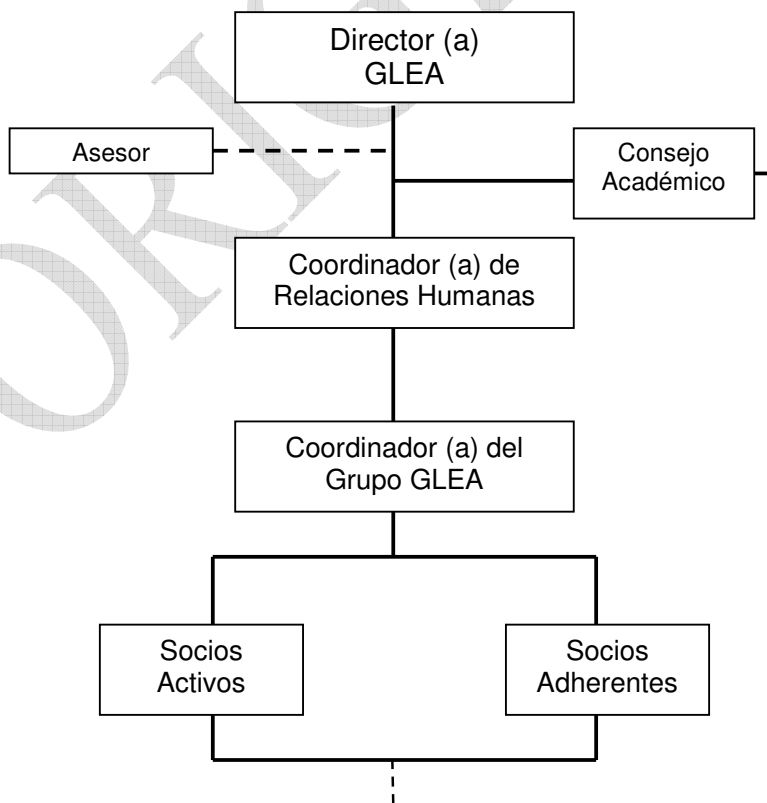 Director (a)
GLEA
Asesor
Consejo
Académico
Coordinador (a) de
Relaciones Humanas
Coordinador (a) del
Grupo GLEA
Socios
Activos
Socios
Adherentes